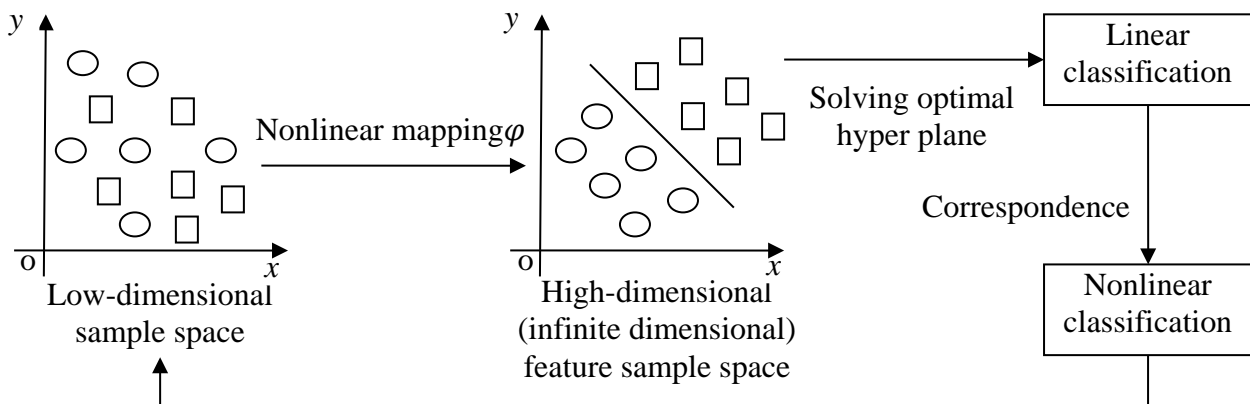 y
o
x
Low-dimensional
sample space
Nonlinear mappingφ
y
o
x
High-dimensional
(infinite dimensional)
feature sample space
Solving optimal
hyper plane
Linear
classification
Correspondence
Nonlinear
classification